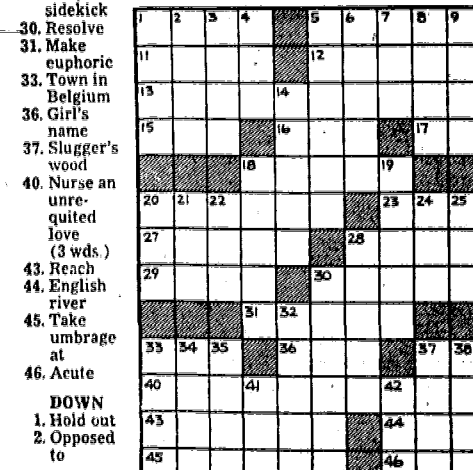 sidekick
30. Resolve
31. Make
euphoric
33. Town in
Belgium
36. Girl's
name
37. Slugger's
wood
40. Nurse an
unre-
quited
love
(3 wds.)
43. Reach
44. English
river
45. Take
umbrage
at
46. Acute
DOWN
1. Hold out
2. Opposed
to
1 2 3 4 5 6 7 8 9
11 12
13 14
15 16 17
18 19
20 21 22 23 24 25
27 28
29 30
31 32
33 34 35 36 37 38
40 41 42
43 44
45 46